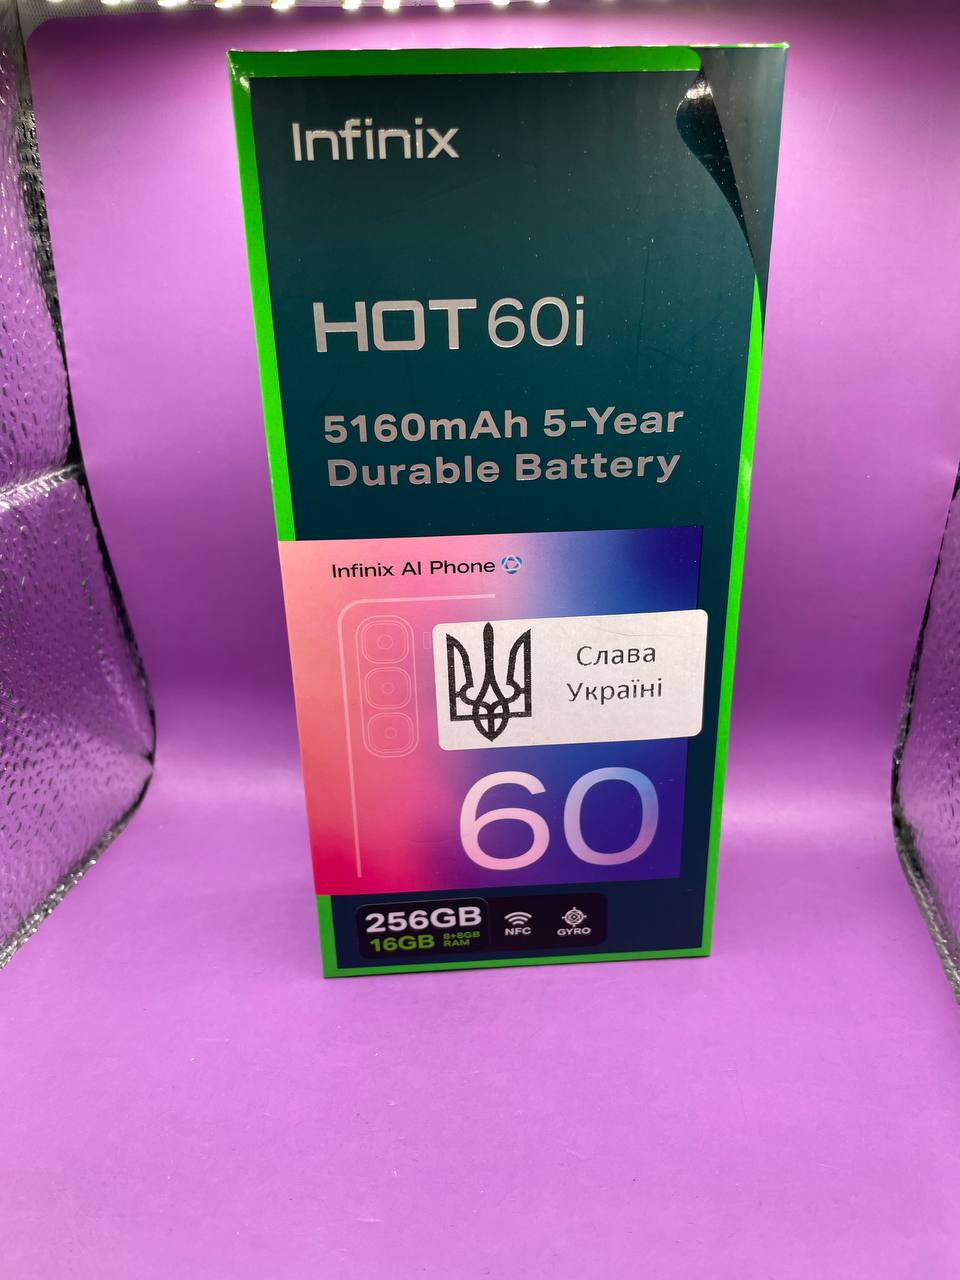 Infinix
HOT 60i
5160mAh 5-Year
Durable Battery
Infinix AI Phone
Слава
Україні
60
256GB
16GB 8+8GB RAM
NFC
GYRO